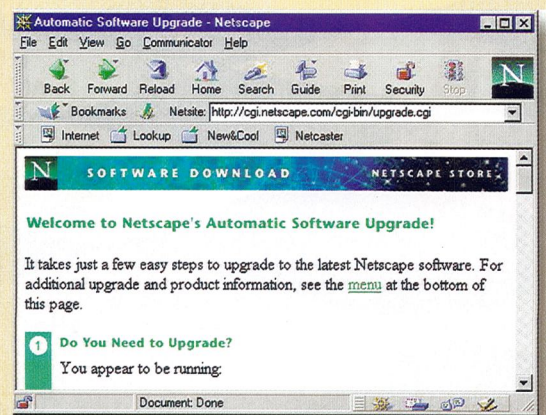 Automatic Software Upgrade - Netscape
File Edit View Go Communicator Help
Back Forward Reload Home Search Guide Print Security Stop
N
Bookmarks Netsite: http://cgi.netscape.com/cgi-bin/upgrade.cgi
Internet Lookup New&Cool Netcaster
N SOFTWARE DOWNLOAD NETSCAPE STORE
Welcome to Netscape's Automatic Software Upgrade!
It takes just a few easy steps to upgrade to the latest Netscape software. For
additional upgrade and product information, see the menu at the bottom of
this page.
1 Do You Need to Upgrade?
You appear to be running:
Document: Done